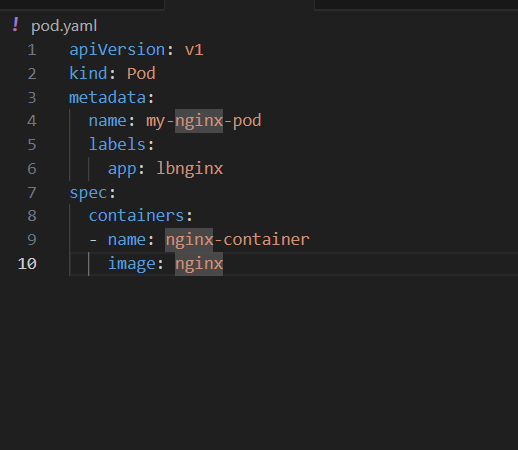 ! pod.yaml
1 apiVersion: v1
2 kind: Pod
3 metadata:
4   name: my-nginx-pod
5   labels:
6     app: lbnginx
7 spec:
8   containers:
9   - name: nginx-container
10     image: nginx